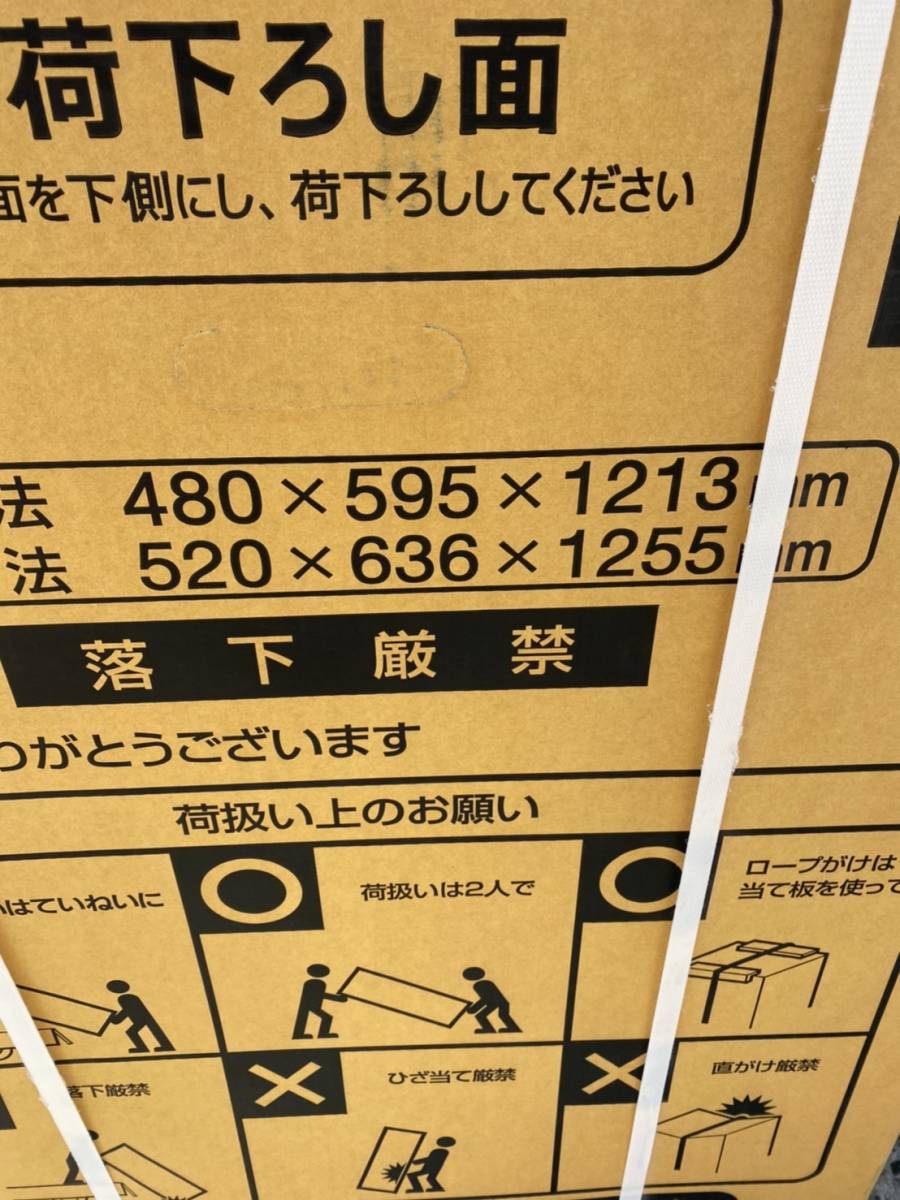 荷下ろし面
面を下側にし、荷下ろししてください
法 480×595×1213mm
法 520×636×1255mm
落下厳禁
りがとうございます
荷扱い上のお願い
いはていねいに
荷扱いは2人で
ロープがけは
当て板を使って
落下厳禁
ひざ当て厳禁
直がけ厳禁